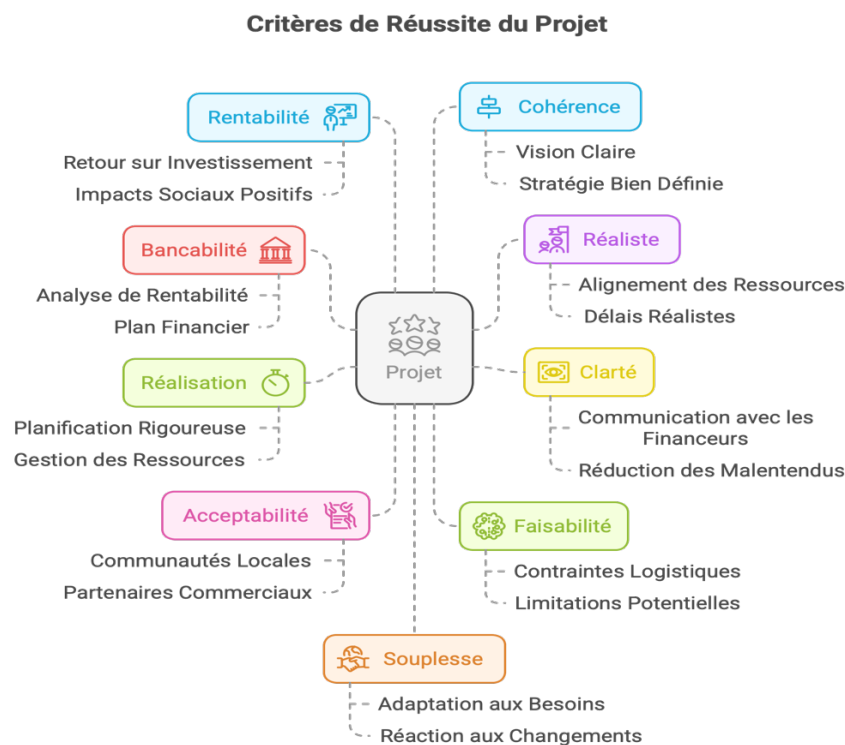 Critères de Réussite du Projet
Rentabilité
Retour sur Investissement
Impacts Sociaux Positifs
Cohérence
Vision Claire
Stratégie Bien Définie
Bancabilité
Analyse de Rentabilité
Plan Financier
Réaliste
Alignement des Ressources
Délais Réalistes
Projet
Réalisation
Planification Rigoureuse
Gestion des Ressources
Clarté
Communication avec les
Financeurs
Réduction des Malentendus
Acceptabilité
Communautés Locales
Partenaires Commerciaux
Faisabilité
Contraintes Logistiques
Limitations Potentielles
Souplesse
Adaptation aux Besoins
Réaction aux Changements